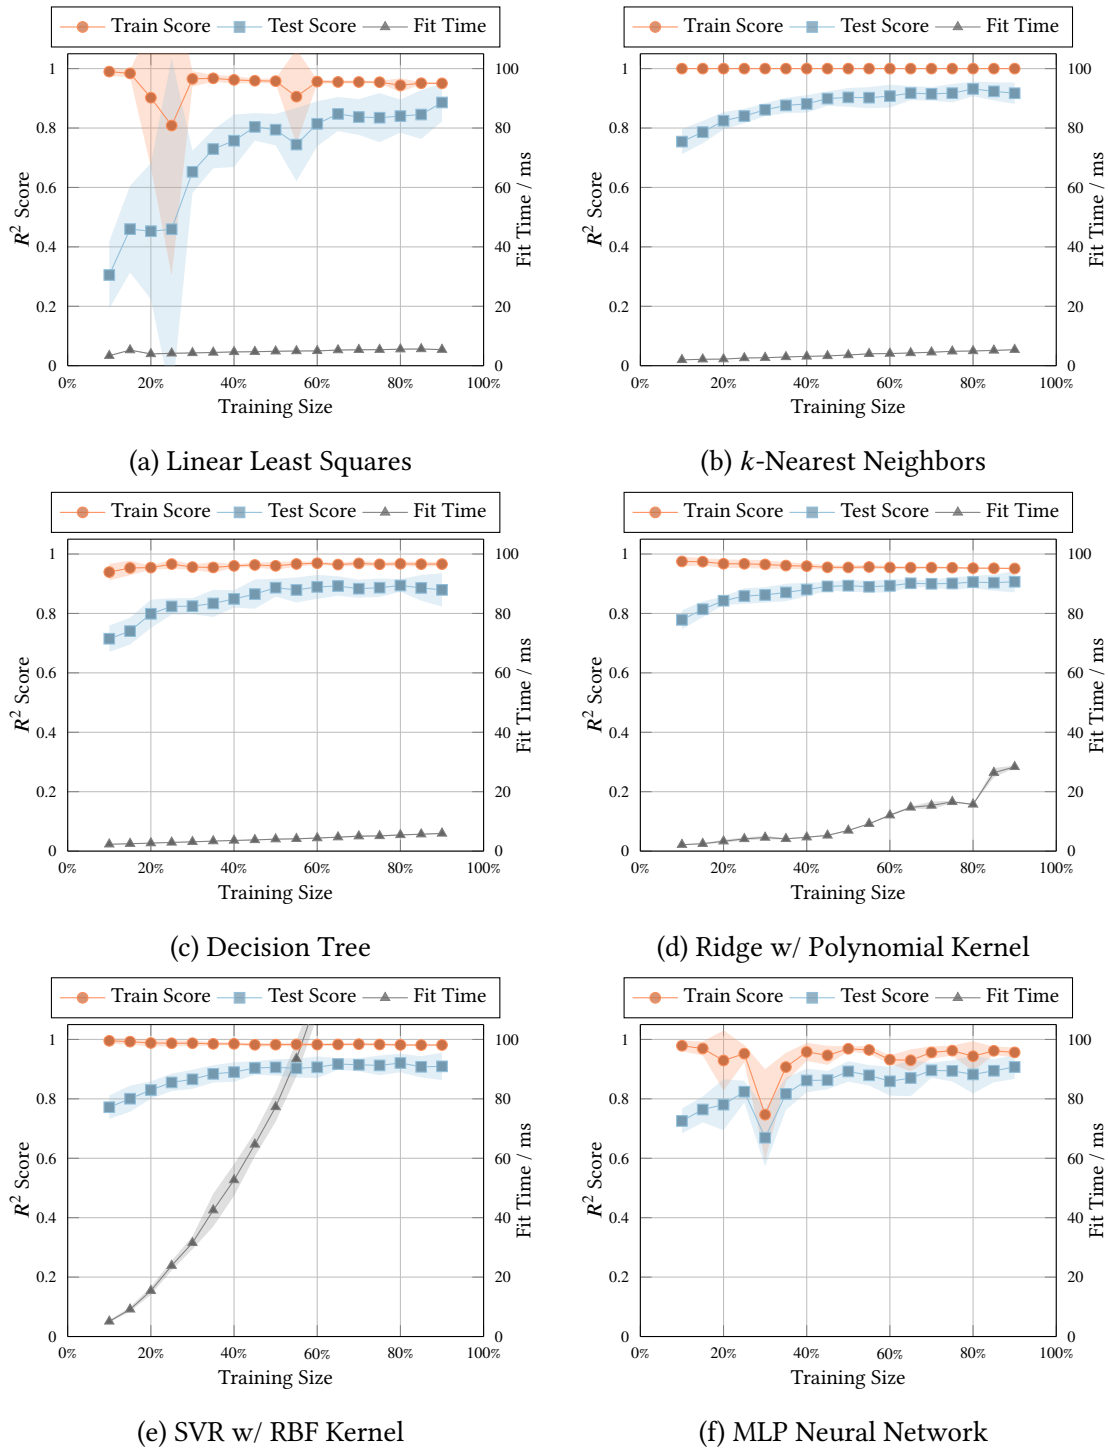 Train Score Test Score Fit Time
Train Score Test Score Fit Time
1
0.8
0.6
0.4
0.2
0
R² Score
100
80
60
40
20
0
Fit Time / ms
0% 20% 40% 60% 80% 100%
Training Size
(a) Linear Least Squares
1
0.8
0.6
0.4
0.2
0
R² Score
100
80
60
40
20
0
Fit Time / ms
0% 20% 40% 60% 80% 100%
Training Size
(b) k-Nearest Neighbors
Train Score Test Score Fit Time
Train Score Test Score Fit Time
1
0.8
0.6
0.4
0.2
0
R² Score
100
80
60
40
20
0
Fit Time / ms
0% 20% 40% 60% 80% 100%
Training Size
(c) Decision Tree
1
0.8
0.6
0.4
0.2
0
R² Score
100
80
60
40
20
0
Fit Time / ms
0% 20% 40% 60% 80% 100%
Training Size
(d) Ridge w/ Polynomial Kernel
Train Score Test Score Fit Time
Train Score Test Score Fit Time
1
0.8
0.6
0.4
0.2
0
R² Score
100
80
60
40
20
0
Fit Time / ms
0% 20% 40% 60% 80% 100%
Training Size
(e) SVR w/ RBF Kernel
1
0.8
0.6
0.4
0.2
0
R² Score
100
80
60
40
20
0
Fit Time / ms
0% 20% 40% 60% 80% 100%
Training Size
(f) MLP Neural Network